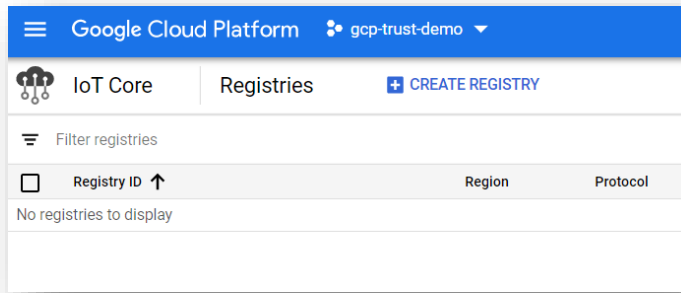 Google Cloud Platform gcp-trust-demo
IoT Core Registries CREATE REGISTRY
Filter registries
Registry ID Region Protocol
No registries to display